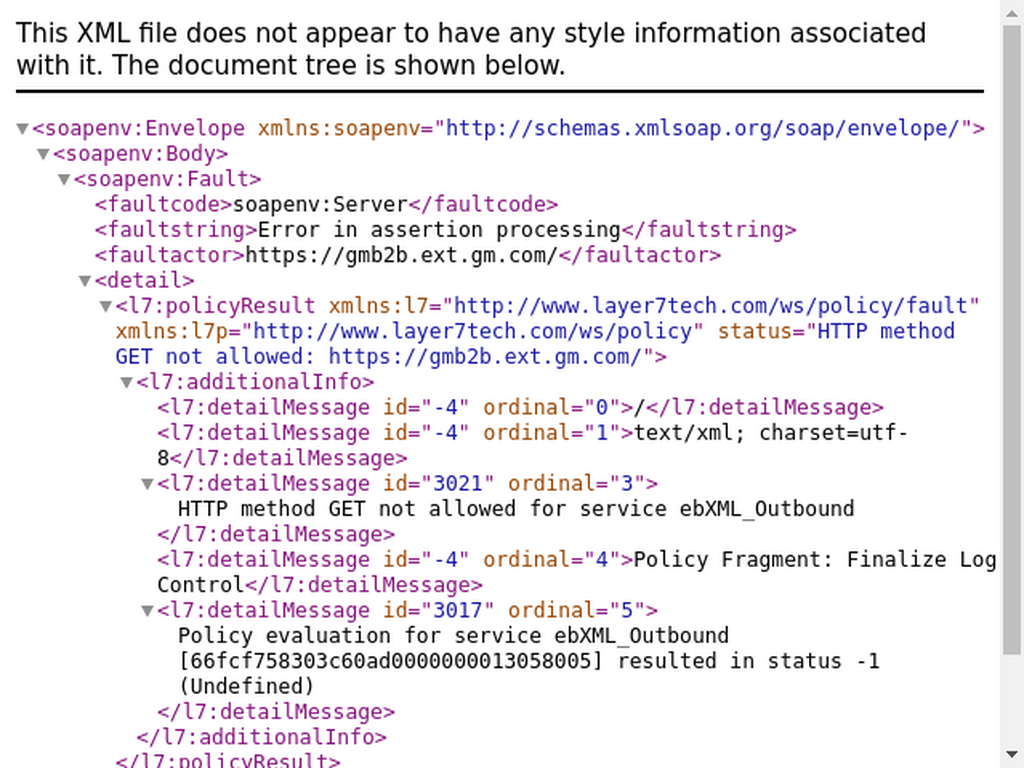 This XML file does not appear to have any style information associated
with it. The document tree is shown below.
▼<soapenv:Envelope xmlns:soapenv="http://schemas.xmlsoap.org/soap/envelope/">
▼<soapenv:Body>
▼<soapenv:Fault>
<faultcode>soapenv:Server</faultcode>
<faultstring>Error in assertion processing</faultstring>
<faultactor>https://gmb2b.ext.gm.com/</faultactor>
▼<detail>
▼<l7:policyResult xmlns:l7="http://www.layer7tech.com/ws/policy/fault"
xmlns:l7p="http://www.layer7tech.com/ws/policy" status="HTTP method
GET not allowed: https://gmb2b.ext.gm.com/">
▼<l7:additionalInfo>
<l7:detailMessage id="-4" ordinal="0">/</l7:detailMessage>
<l7:detailMessage id="-4" ordinal="1">text/xml; charset=utf-
8</l7:detailMessage>
▼<l7:detailMessage id="3021" ordinal="3">
HTTP method GET not allowed for service ebXML_Outbound
</l7:detailMessage>
<l7:detailMessage id="-4" ordinal="4">Policy Fragment: Finalize Log
Control</l7:detailMessage>
▼<l7:detailMessage id="3017" ordinal="5">
Policy evaluation for service ebXML_Outbound
[66fcf758303c60ad0000000013058005] resulted in status -1
(Undefined)
</l7:detailMessage>
</l7:additionalInfo>
</l7:policyResult>